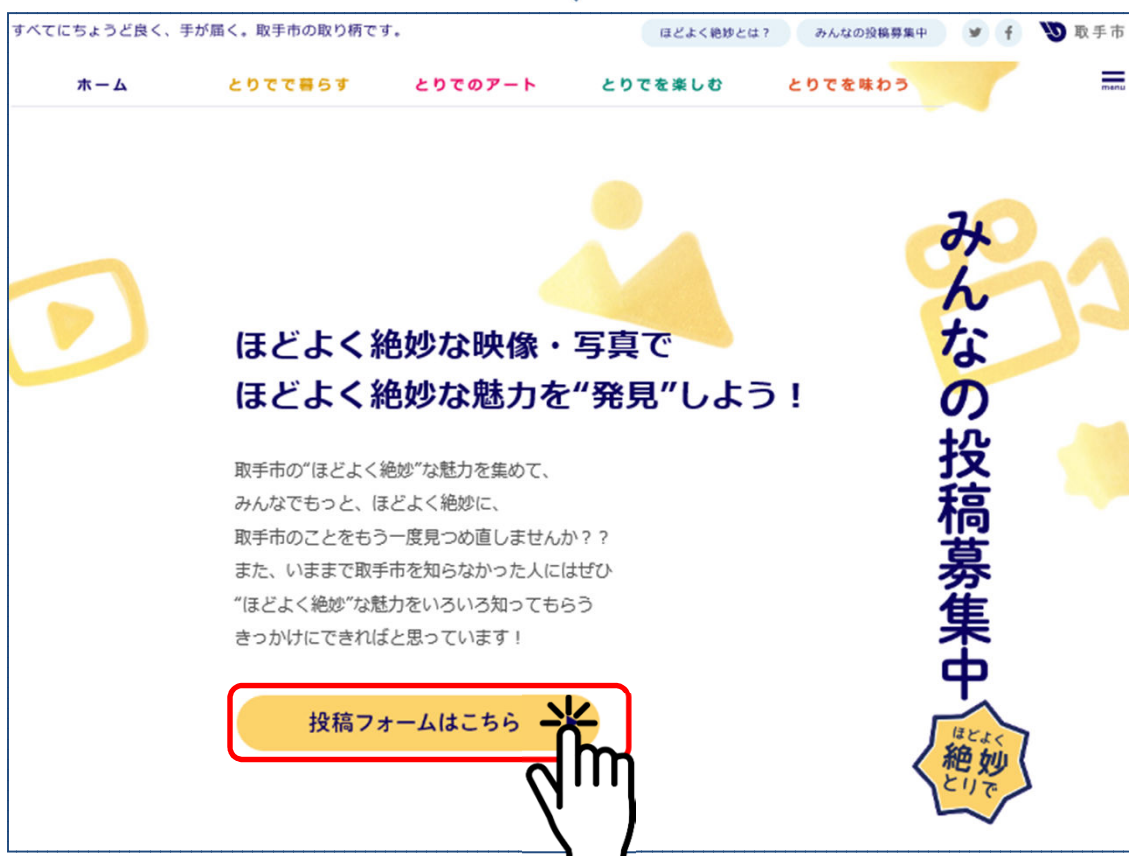 すべてにちょうど良く、手が届く。取手市の取り柄です。
ほどよく絶妙とは？
みんなの投稿募集中
取手市
ホーム
とりでで暮らす
とりでのアート
とりでを楽しむ
とりでを味わう
menu
みんなの投稿募集中
ほどよく絶妙な映像・写真で
ほどよく絶妙な魅力を“発見”しよう！
取手市の“ほどよく絶妙”な魅力を集めて、
みんなでもっと、ほどよく絶妙に、
取手市のことをもう一度見つめ直しませんか？？
また、いままで取手市を知らなかった人にはぜひ
“ほどよく絶妙”な魅力をいろいろ知ってもらう
きっかけにできればと思っています！
投稿フォームはこちら
ほどよく
絶妙
とりで